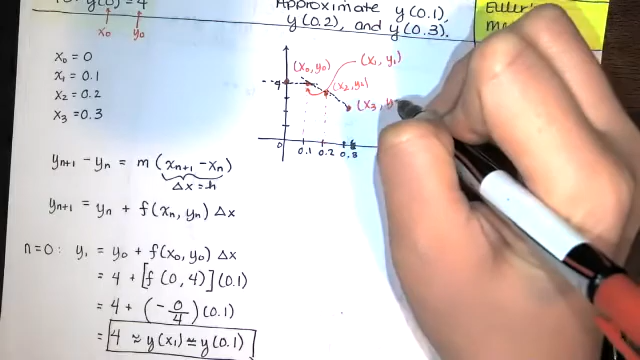 y(0) = 4
x₀ y₀
Approximate y(0.1),
y(0.2), and y(0.3).
Euler's
x₀ = 0
x₁ = 0.1
x₂ = 0.2
x₃ = 0.3
(x₀, y₀)
(x₁, y₁)
(x₂, y₂)
(x₃, y
4
0 0.1 0.2 0.3
yₙ₊₁ − yₙ = m (xₙ₊₁ − xₙ)
Δx = h
yₙ₊₁ = yₙ + f(xₙ, yₙ) Δx
n=0: y₁ = y₀ + f(x₀, y₀) Δx
= 4 + [f (0, 4)] (0.1)
= 4 + (− 0/4) (0.1)
= 4 ≈ y(x₁) ≈ y(0.1)